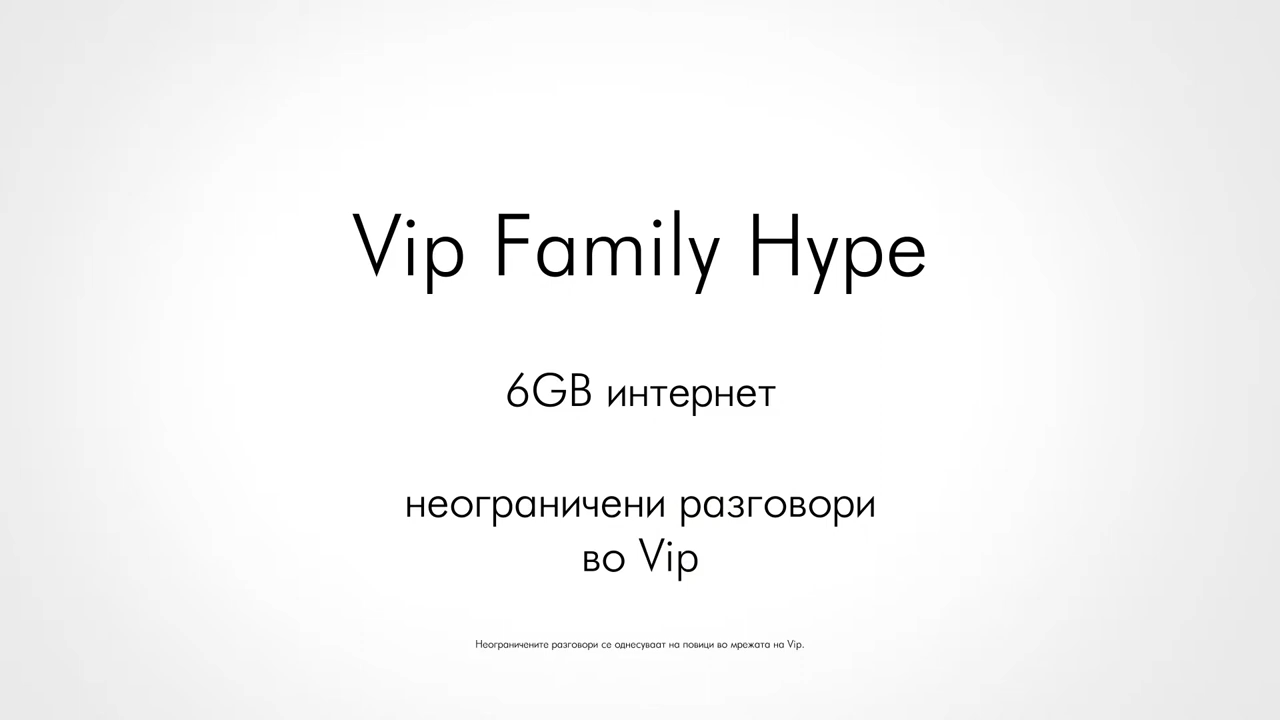 Vip Family Hype
6GB интернет
неограничени разговори
во Vip
Неограничените разговори се однесуваат на повици во мрежата на Vip.